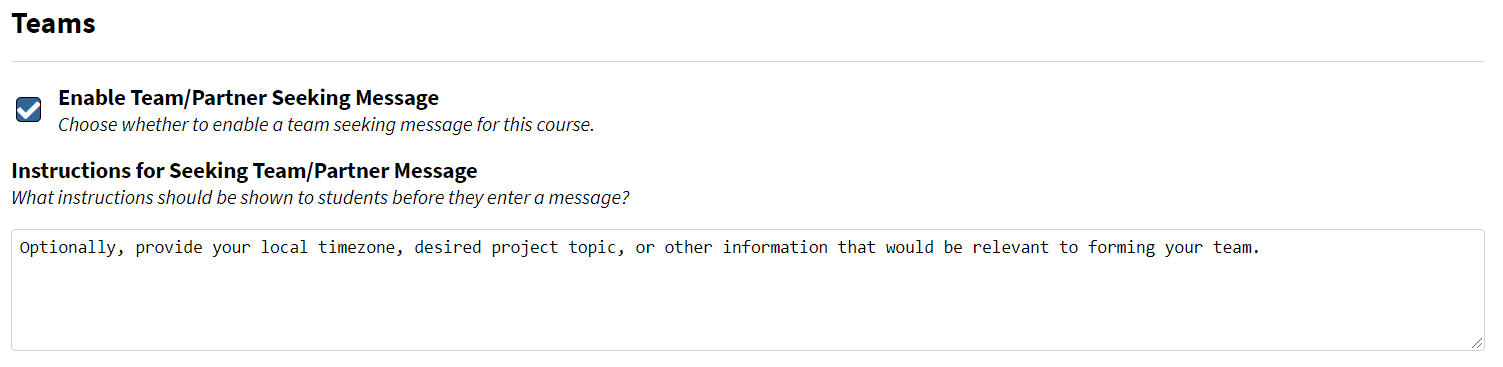 Teams
Enable Team/Partner Seeking Message
Choose whether to enable a team seeking message for this course.
Instructions for Seeking Team/Partner Message
What instructions should be shown to students before they enter a message?
Optionally, provide your local timezone, desired project topic, or other information that would be relevant to forming your team.